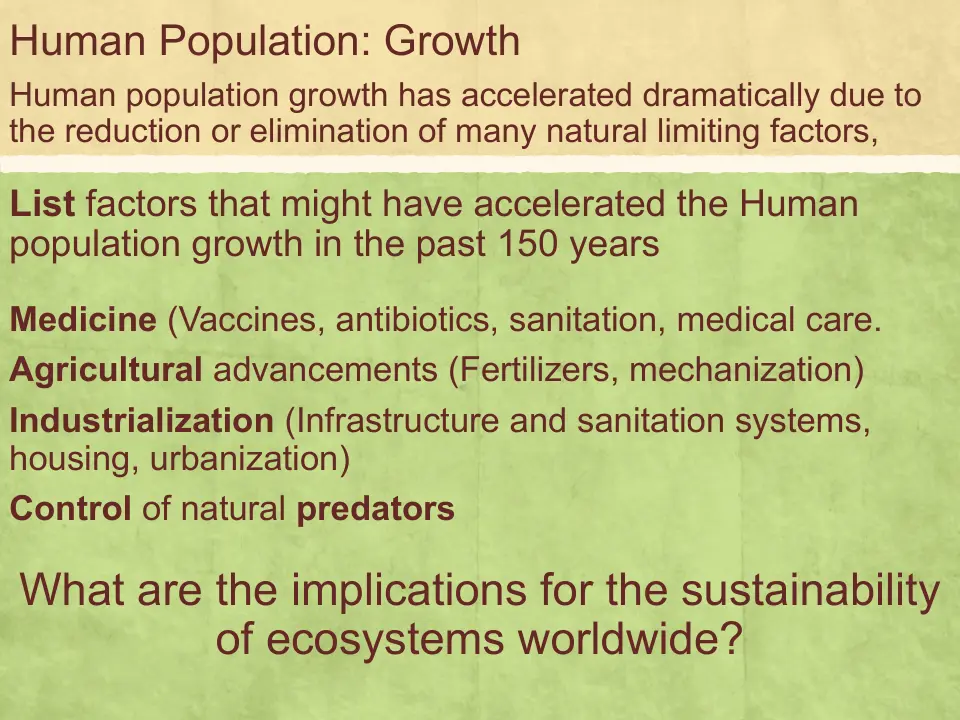 Human Population: Growth
Human population growth has accelerated dramatically due to
the reduction or elimination of many natural limiting factors,
List factors that might have accelerated the Human
population growth in the past 150 years
Medicine (Vaccines, antibiotics, sanitation, medical care.
Agricultural advancements (Fertilizers, mechanization)
Industrialization (Infrastructure and sanitation systems,
housing, urbanization)
Control of natural predators
What are the implications for the sustainability
of ecosystems worldwide?